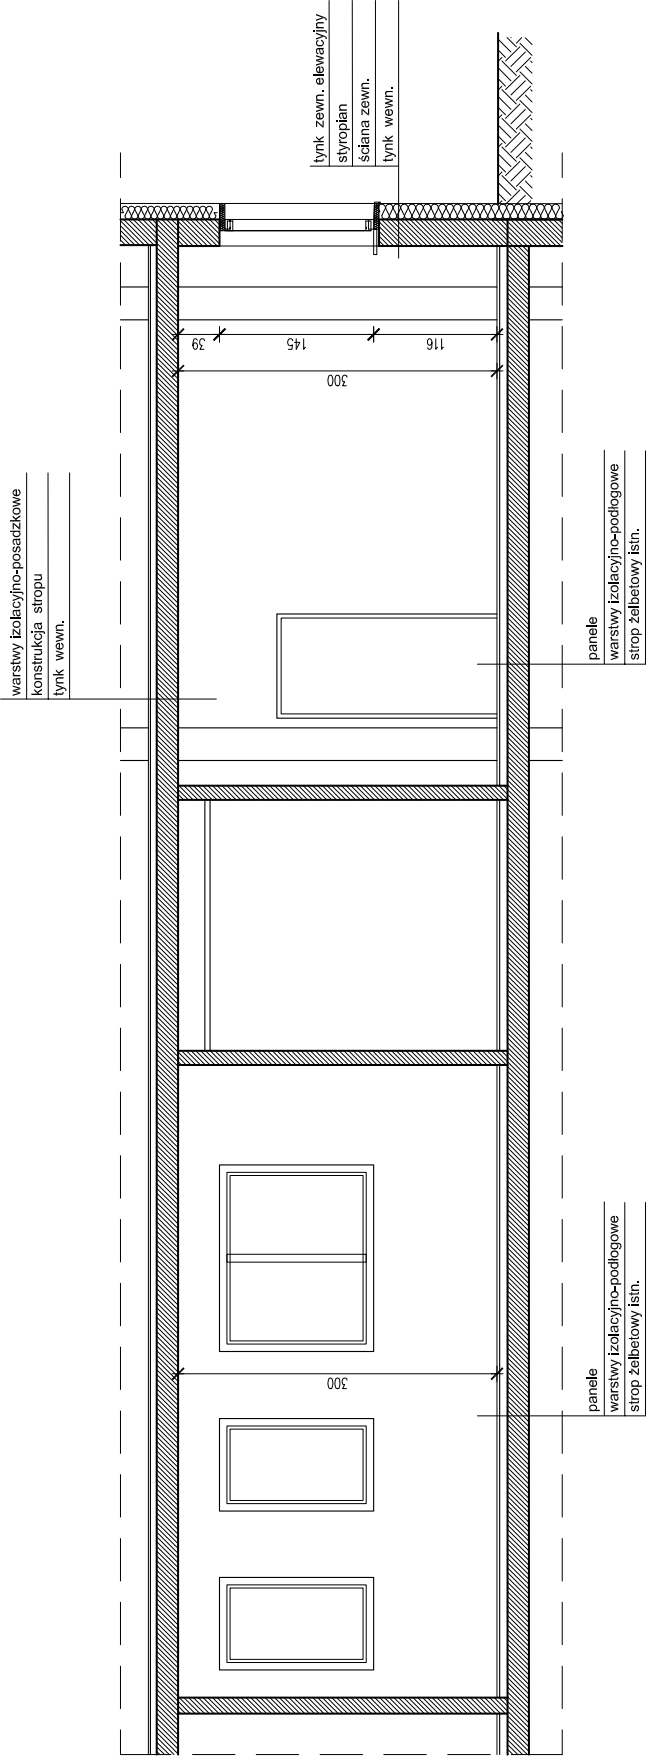 tynk zewn. elewacyjny
styropian
ściana zewn.
tynk wewn.
39
145
116
300
warstwy izolacyjno-posadzkowe
konstrukcja stropu
tynk wewn.
panele
warstwy izolacyjno-podłogowe
strop żelbetowy istn.
300
panele
warstwy izolacyjno-podłogowe
strop żelbetowy istn.